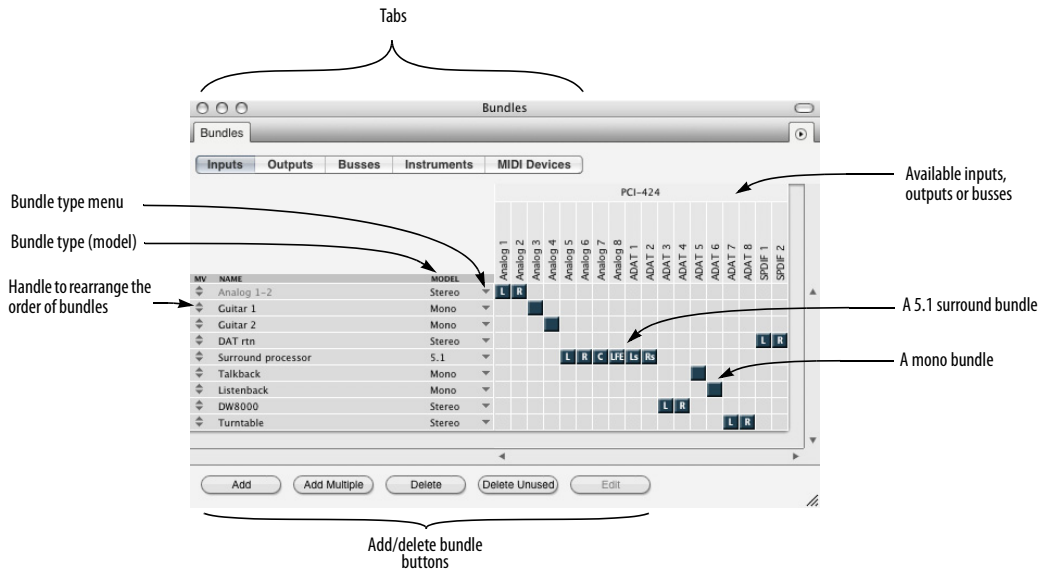 Tabs
Bundles
Bundles
Inputs Outputs Busses Instruments MIDI Devices
PCI-424
Available inputs,
outputs or busses
Bundle type menu
Bundle type (model)
Handle to rearrange the
order of bundles
Analog 1 Analog 2 Analog 3 Analog 4 Analog 5 Analog 6 Analog 7 Analog 8 ADAT 1 ADAT 2 ADAT 3 ADAT 4 ADAT 5 ADAT 6 ADAT 7 ADAT 8 SPDIF 1 SPDIF 2
MV NAME MODEL
Analog 1-2 Stereo L R
Guitar 1 Mono
Guitar 2 Mono
DAT rtn Stereo L R
Surround processor 5.1 L R C LFE Ls Rs
Talkback Mono
Listenback Mono
DW8000 Stereo L R
Turntable Stereo L R
A 5.1 surround bundle
A mono bundle
Add Add Multiple Delete Delete Unused Edit
Add/delete bundle
buttons